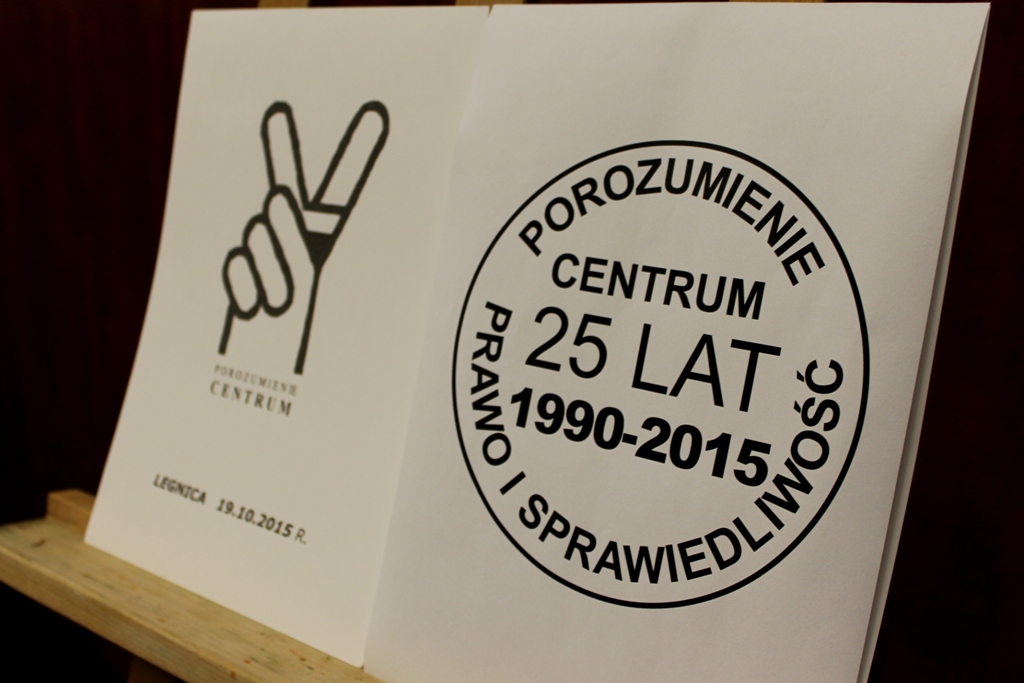 POROZUMIENIE
CENTRUM
LEGNICA 19.10.2015 R.
POROZUMIENIE
CENTRUM
25 LAT
1990-2015
PRAWO I SPRAWIEDLIWOŚĆ